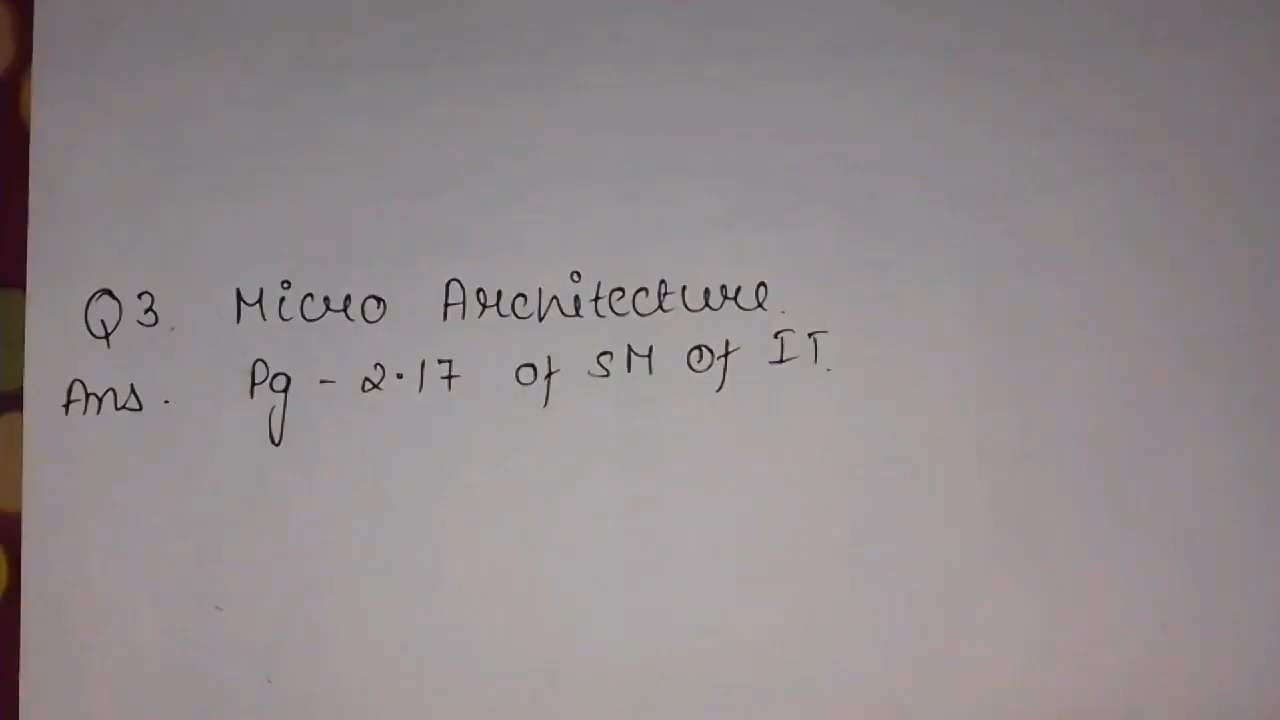 Q3. Micro Architecture.
Ans. Pg - 2.17 of SM of IT.